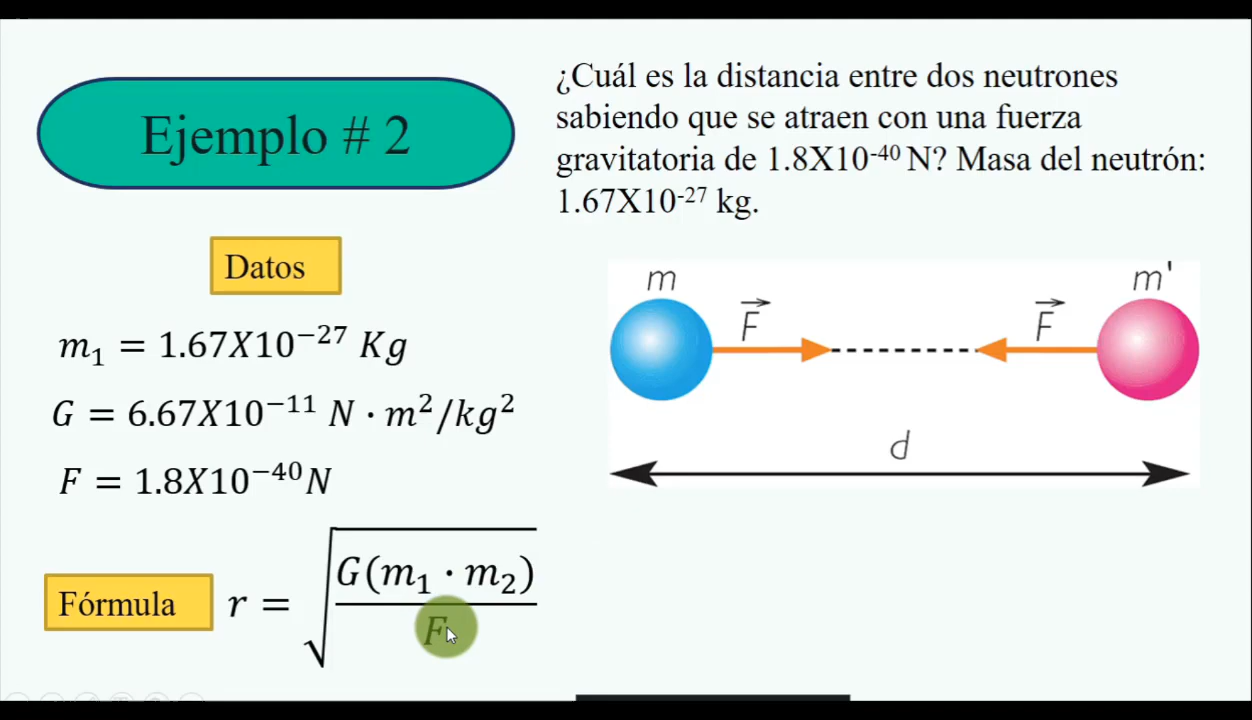 Ejemplo # 2
¿Cuál es la distancia entre dos neutrones
sabiendo que se atraen con una fuerza
gravitatoria de 1.8X10⁻⁴⁰ N? Masa del neutrón:
1.67X10⁻²⁷ kg.
Datos
m₁ = 1.67X10⁻²⁷ Kg
G = 6.67X10⁻¹¹ N · m²/kg²
F = 1.8X10⁻⁴⁰N
Fórmula r = √(G(m₁ · m₂)/F)
m m'
F⃗ F⃗
d